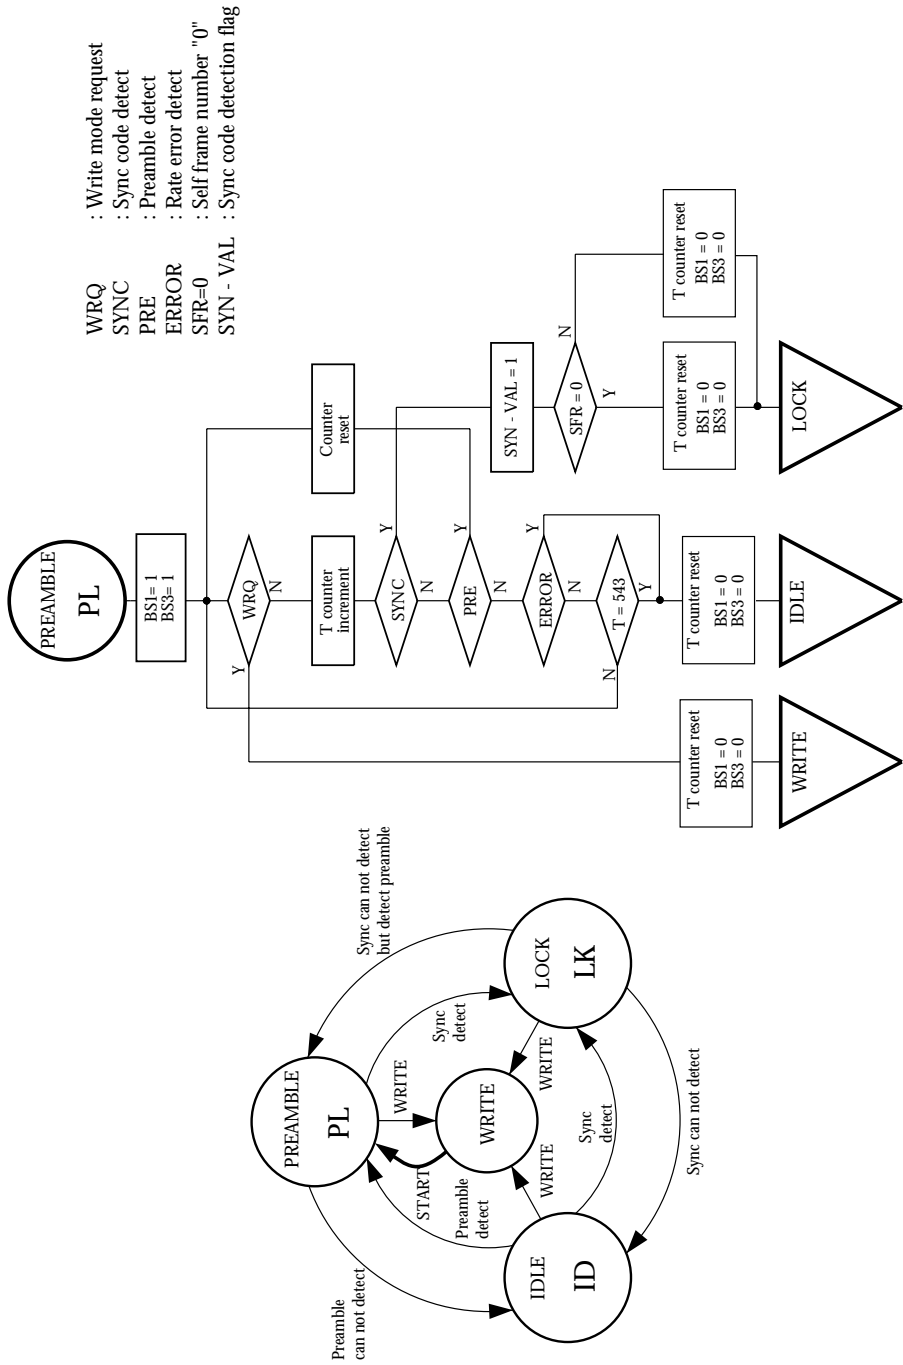 WRQ : Write mode request
SYNC : Sync code detect
PRE : Preamble detect
ERROR : Rate error detect
SFR=0 : Self frame number "0"
SYN - VAL : Sync code detection flag
PREAMBLE
PL
BS1= 1
BS3= 1
WRQ
Y
N
T counter
increment
Counter
reset
SYNC
Y
N
PRE
Y
N
ERROR
Y
N
T = 543
N
Y
SYN - VAL = 1
SFR = 0
N
Y
T counter reset
BS1 = 0
BS3 = 0
T counter reset
BS1 = 0
BS3 = 0
T counter reset
BS1 = 0
BS3 = 0
T counter reset
BS1 = 0
BS3 = 0
WRITE
IDLE
LOCK
PREAMBLE
PL
Preamble
can not detect
Sync can not detect
but detect preamble
Sync
detect
WRITE
START
Preamble
detect
WRITE
WRITE
WRITE
Sync
detect
IDLE
ID
LOCK
LK
Sync can not detect